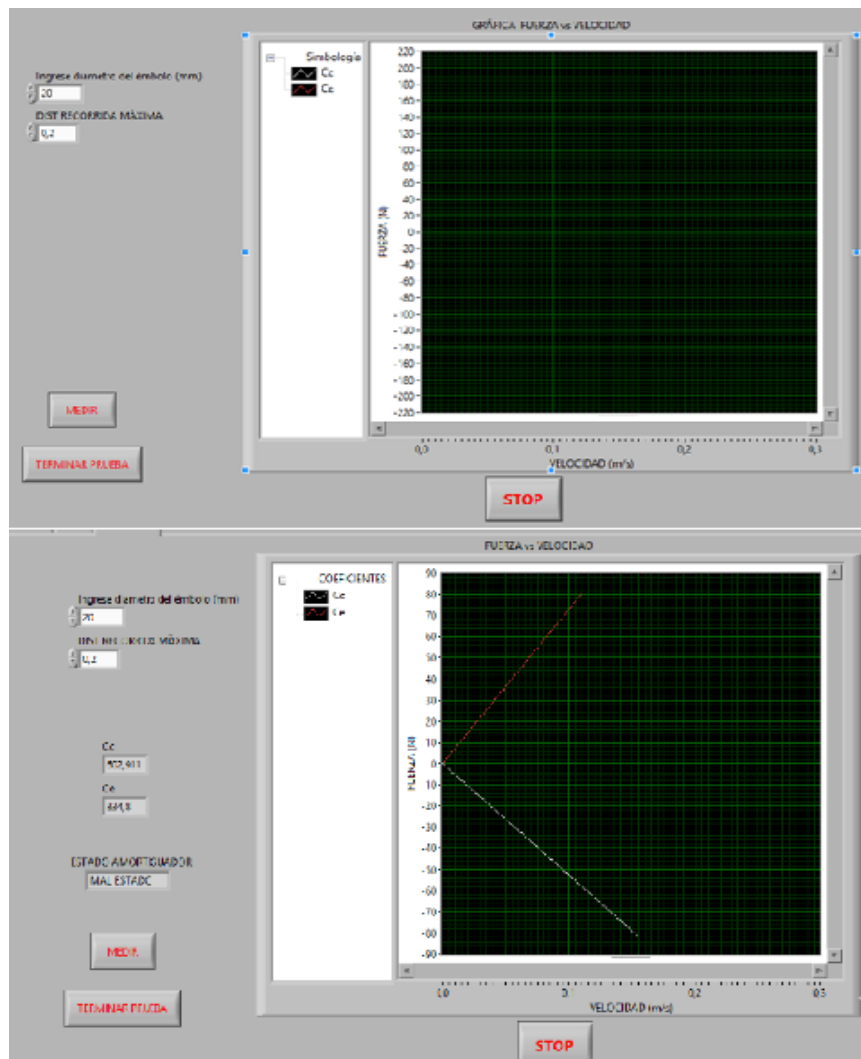 GRÁFICA FUERZA vs VELOCIDAD
Simbología
Cc
Ce
Ingrese diametro del émbolo (mm)
20
DIST RECORRIDA MÀXIMA
0,2
FUERZA (N)
220
200
180
160
140
120
100
80
60
40
20
0
-20
-40
-60
-80
-100
-120
-140
-160
-180
-200
-220
0,0 0,1 0,2 0,3
VELOCIDAD (m/s)
MEDIR
TERMINAR PRUEBA
STOP
FUERZA vs VELOCIDAD
COEFICIENTES
Cc
Ce
Ingrese diametro del émbolo (mm)
20
DIST RECORRIDA MÀXIMA
0,2
Cc
Ce
ESTADO AMORTIGUADOR
MAL ESTADO
FUERZA (N)
90
80
70
60
50
40
30
20
10
0
-10
-20
-30
-40
-50
-60
-70
-80
-90
0,0 0,1 0,2 0,3
VELOCIDAD (m/s)
MEDIR
TERMINAR PRUEBA
STOP